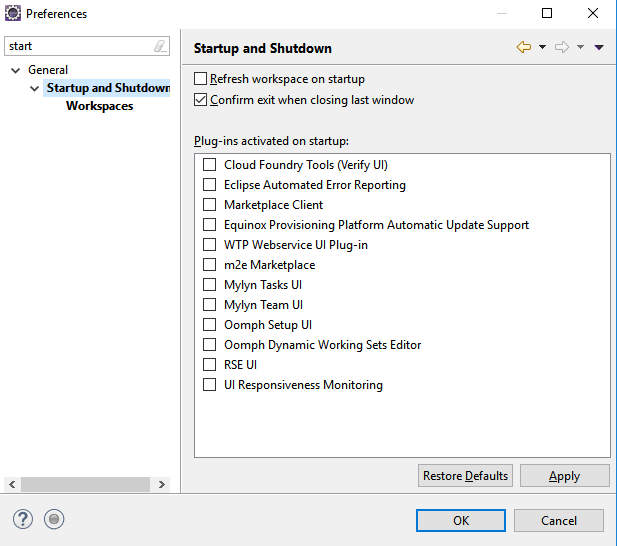 Preferences
start
General
Startup and Shutdown
Workspaces
Startup and Shutdown
Refresh workspace on startup
Confirm exit when closing last window
Plug-ins activated on startup:
Cloud Foundry Tools (Verify UI)
Eclipse Automated Error Reporting
Marketplace Client
Equinox Provisioning Platform Automatic Update Support
WTP Webservice UI Plug-in
m2e Marketplace
Mylyn Tasks UI
Mylyn Team UI
Oomph Setup UI
Oomph Dynamic Working Sets Editor
RSE UI
UI Responsiveness Monitoring
Restore Defaults
Apply
OK
Cancel